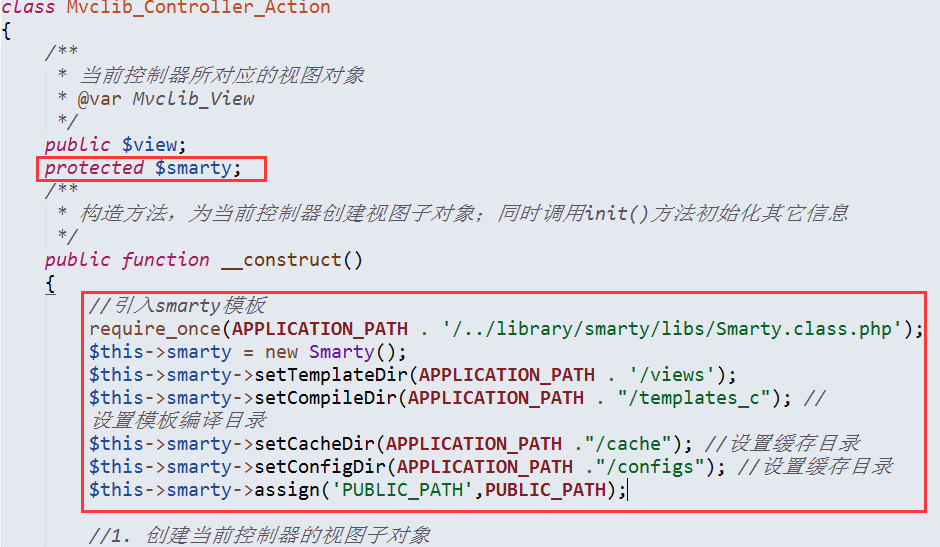 class Mvclib_Controller_Action
{
/**
* 当前控制器所对应的视图对象
* @var Mvclib_View
*/
public $view;
protected $smarty;
/**
* 构造方法，为当前控制器创建视图子对象；同时调用init()方法初始化其它信息
*/
public function __construct()
{
//引入smarty模板
require_once(APPLICATION_PATH . '/../library/smarty/libs/Smarty.class.php');
$this->smarty = new Smarty();
$this->smarty->setTemplateDir(APPLICATION_PATH . '/views');
$this->smarty->setCompileDir(APPLICATION_PATH . "/templates_c"); //
设置模板编译目录
$this->smarty->setCacheDir(APPLICATION_PATH ."/cache"); //设置缓存目录
$this->smarty->setConfigDir(APPLICATION_PATH ."/configs"); //设置缓存目录
$this->smarty->assign('PUBLIC_PATH',PUBLIC_PATH);
//1. 创建当前控制器的视图子对象